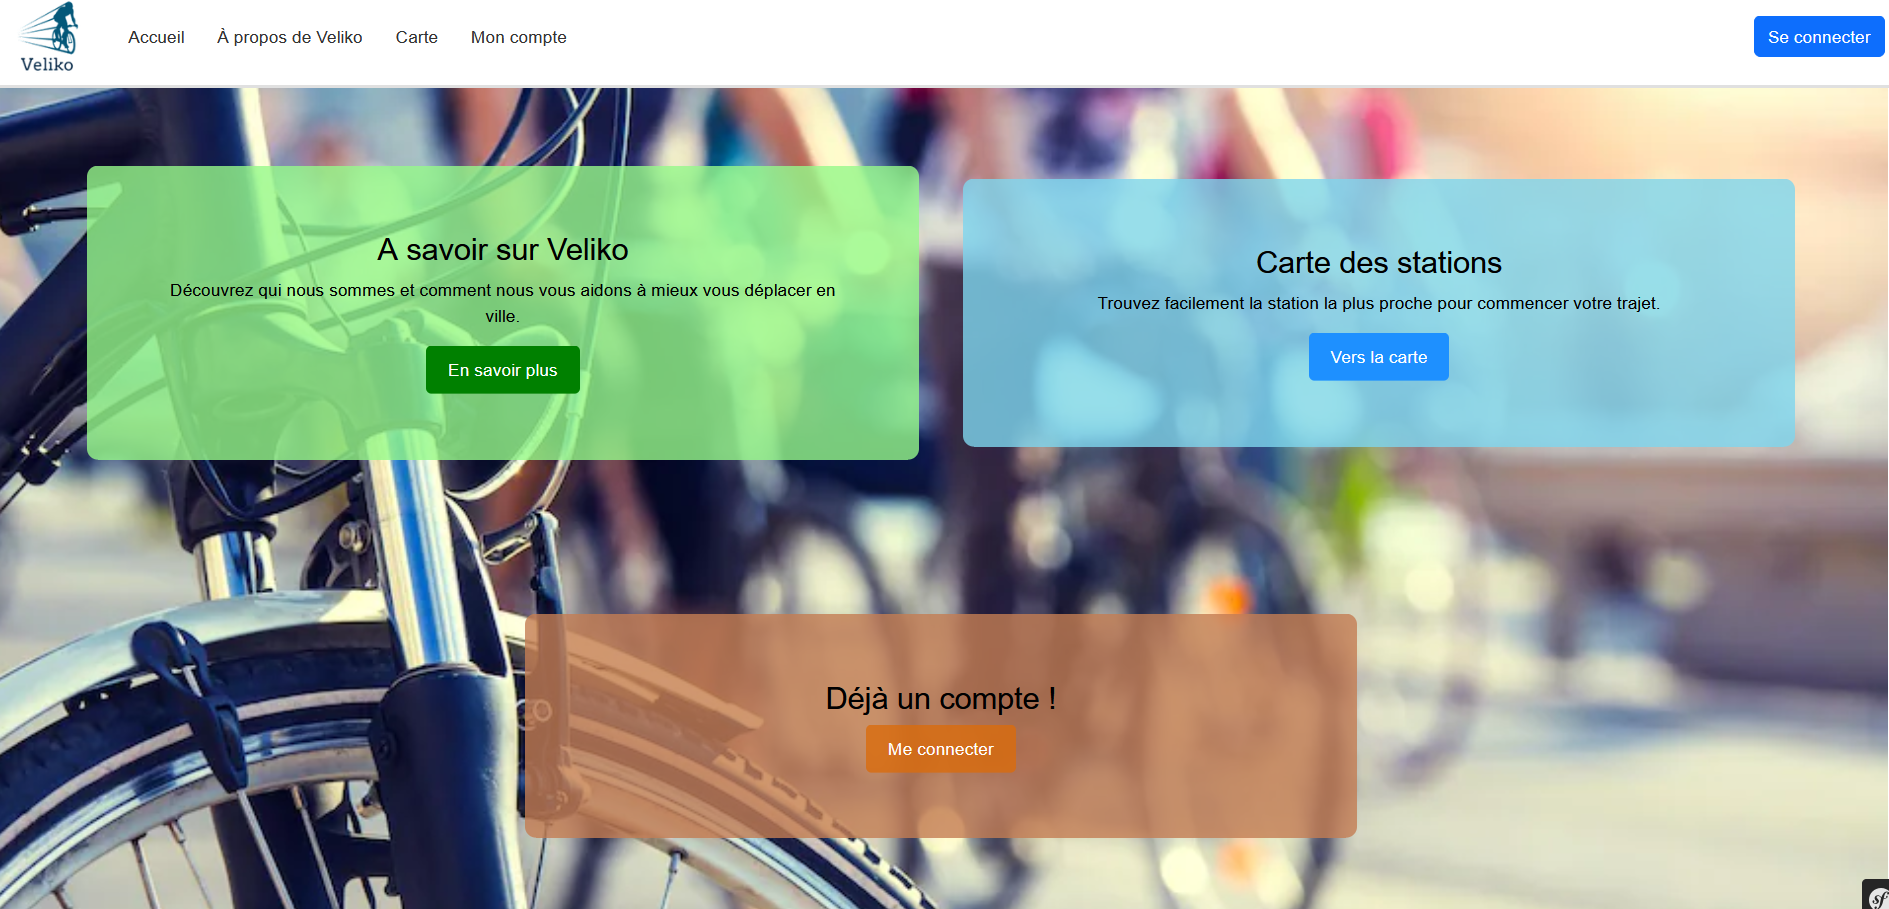 Veliko
Accueil
À propos de Veliko
Carte
Mon compte
Se connecter
A savoir sur Veliko
Découvrez qui nous sommes et comment nous vous aidons à mieux vous déplacer en
ville.
En savoir plus
Carte des stations
Trouvez facilement la station la plus proche pour commencer votre trajet.
Vers la carte
Déjà un compte !
Me connecter
sf